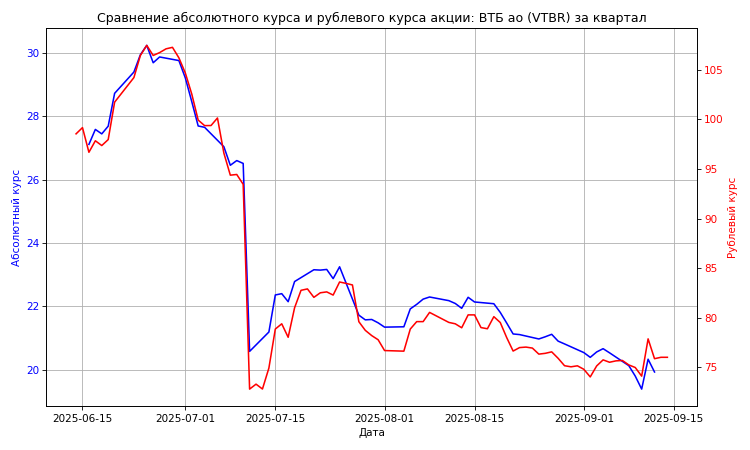 Сравнение абсолютного курса и рублевого курса акции: ВТБ ао (VTBR) за квартал
30
28
26
24
22
20
Абсолютный курс
105
100
95
90
85
80
75
Рублевый курс
2025-06-15 2025-07-01 2025-07-15 2025-08-01 2025-08-15 2025-09-01 2025-09-15
Дата